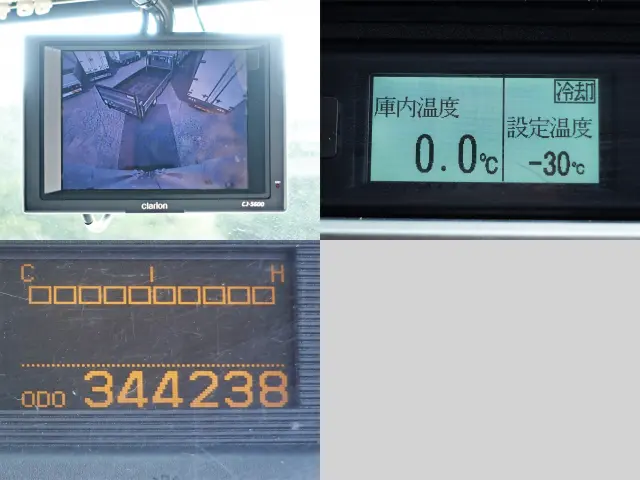 clarion
CJ-5600
冷却
庫内温度
設定温度
0.0℃
-30℃
C
H
ODO 344238